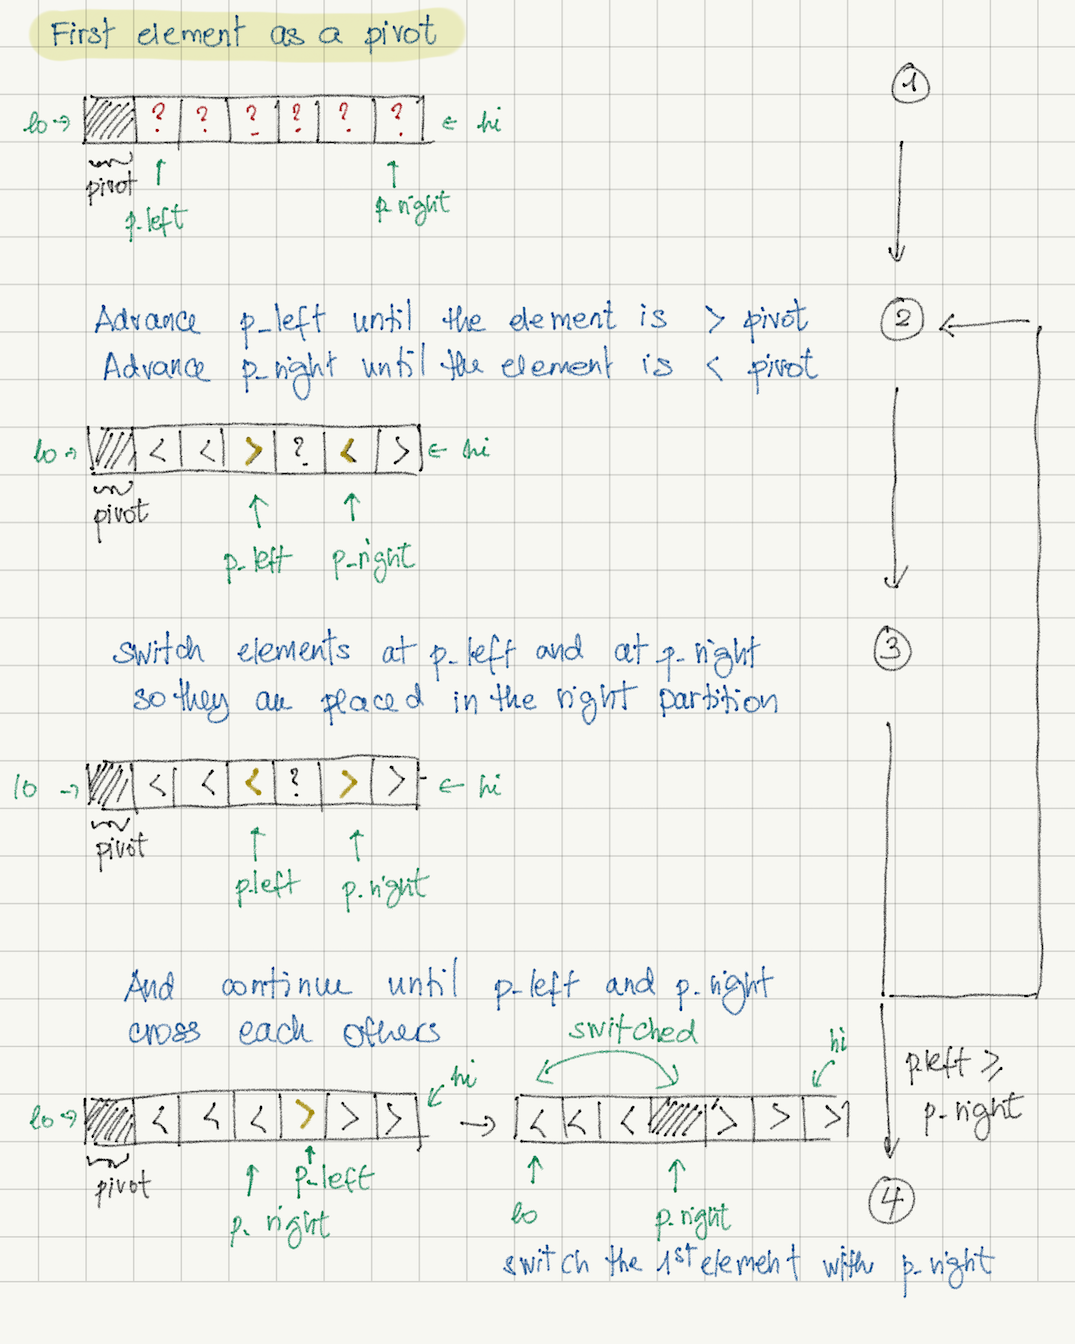 First element as a pivot
1
lo → ? ? ? ? ? ? ← hi
pivot
p-left
p-right
Advance p-left until the element is > pivot
2
Advance p-right until the element is < pivot
lo → < < > ? < > ← hi
pivot
p-left p-right
switch elements at p-left and at p-right
3
so they are placed in the right partition
lo → < < < ? > > ← hi
pivot
p-left p-right
And continue until p-left and p-right
cross each others
switched
hi
hi
p-left ≥
p-right
lo → < < < > > > → < < < > > >
pivot
p-left
p-right
lo
p-right
4
switch the 1st element with p-right